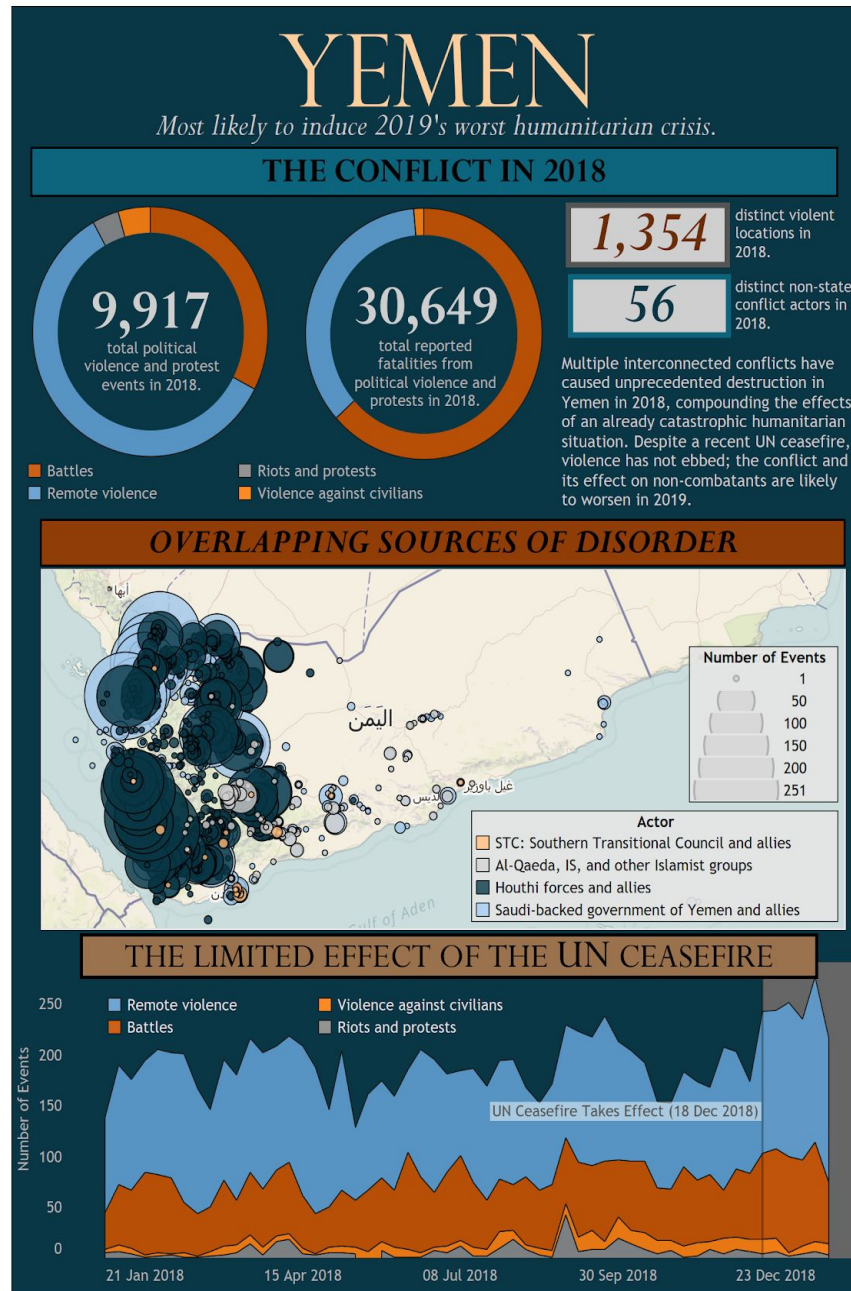 YEMEN
Most likely to induce 2019's worst humanitarian crisis.
THE CONFLICT IN 2018
9,917
total political
violence and protest
events in 2018.
30,649
total reported
fatalities from
political violence and
protests in 2018.
1,354
distinct violent
locations in
2018.
56
distinct non-state
conflict actors in
2018.
Multiple interconnected conflicts have
caused unprecedented destruction in
Yemen in 2018, compounding the effects
of an already catastrophic humanitarian
situation. Despite a recent UN ceasefire,
violence has not ebbed; the conflict and
its effect on non-combatants are likely
to worsen in 2019.
Battles
Remote violence
Riots and protests
Violence against civilians
OVERLAPPING SOURCES OF DISORDER
أبها
اليَمَن
غيل باوزير
Gulf of Aden
Number of Events
1
50
100
150
200
251
Actor
STC: Southern Transitional Council and allies
Al-Qaeda, IS, and other Islamist groups
Houthi forces and allies
Saudi-backed government of Yemen and allies
THE LIMITED EFFECT OF THE UN CEASEFIRE
Remote violence
Battles
Violence against civilians
Riots and protests
Number of Events
250
200
150
100
50
0
UN Ceasefire Takes Effect (18 Dec 2018)
21 Jan 2018
15 Apr 2018
08 Jul 2018
30 Sep 2018
23 Dec 2018